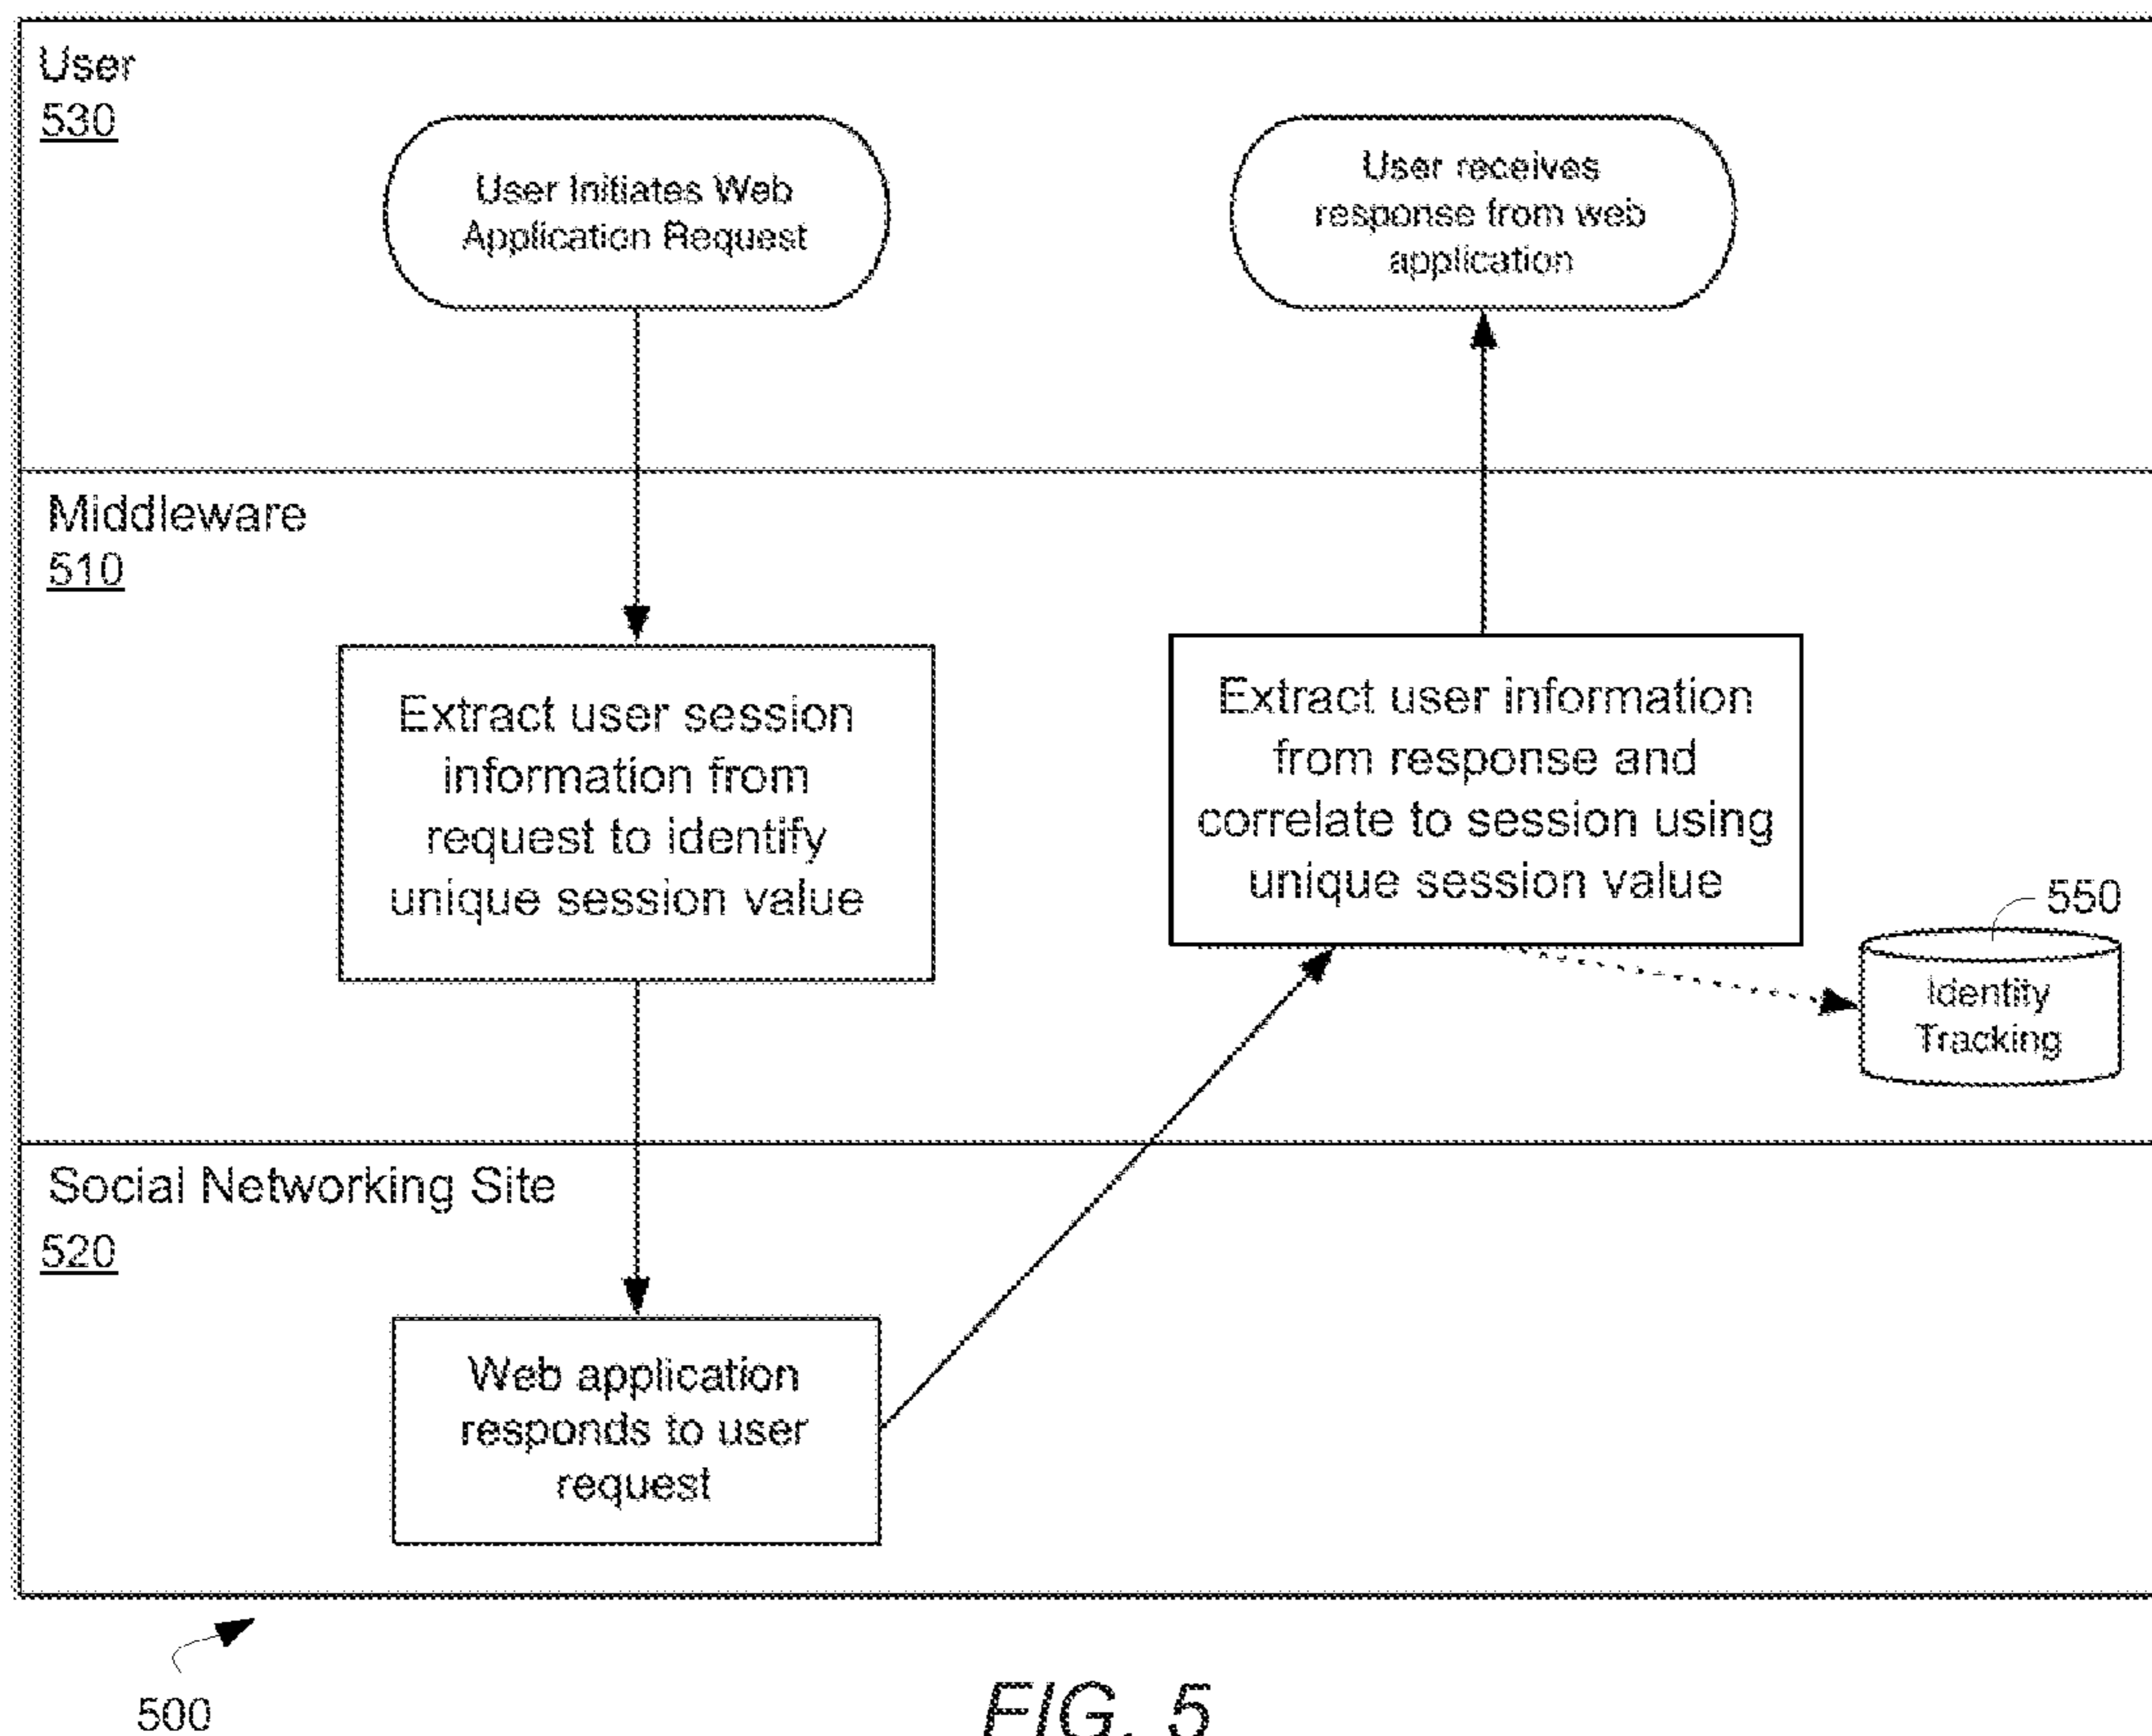 User
530
User Initiates Web
Application Request
User receives
response from web
application
Middleware
510
Extract user session
information from
request to identify
unique session value
Extract user information
from response and
correlate to session using
unique session value
550
Identity
Tracking
Social Networking Site
520
Web application
responds to user
request
500
FIG. 5